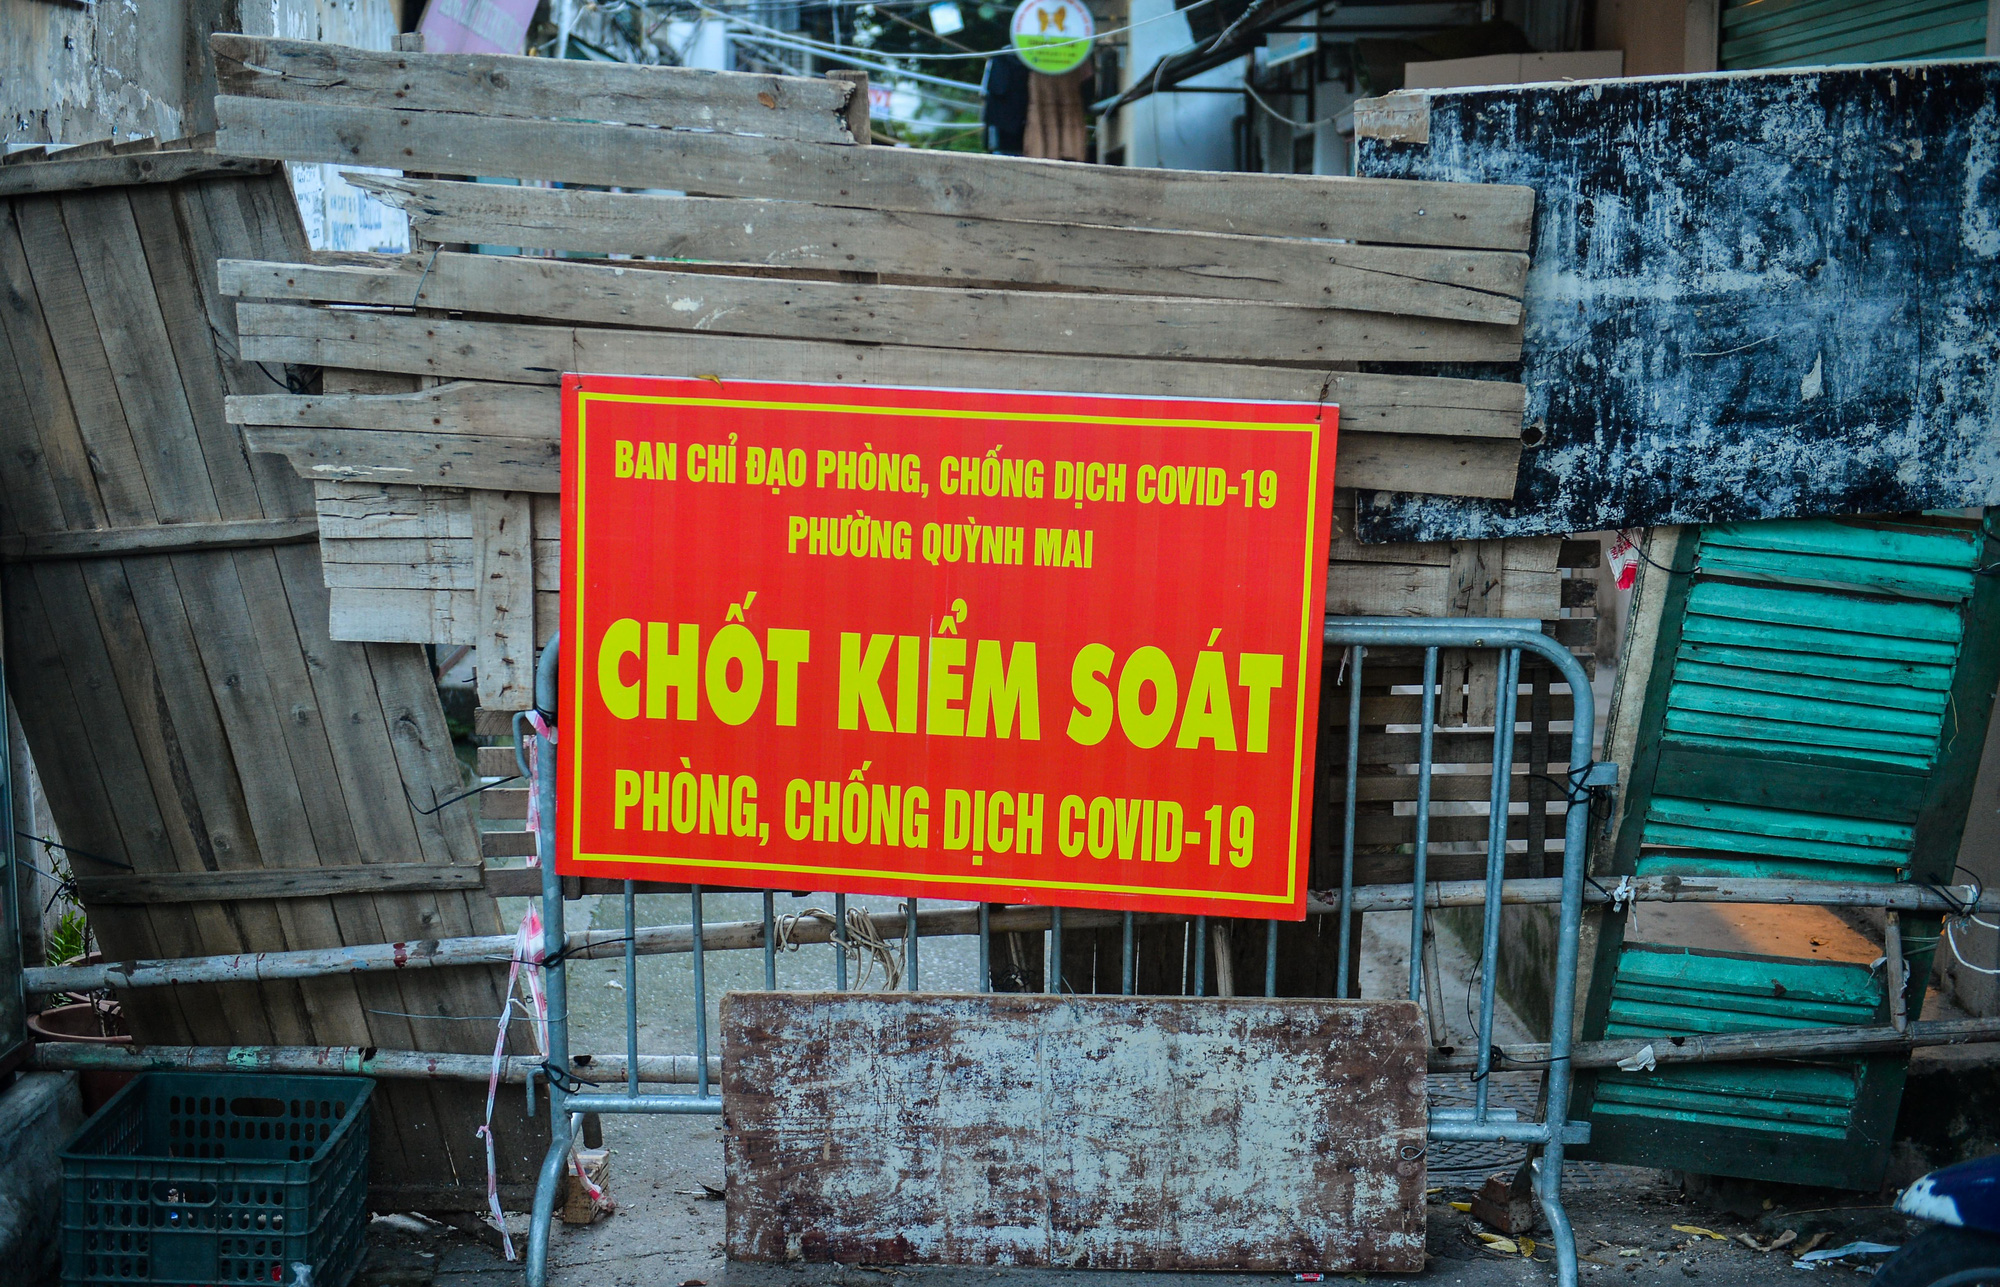 BAN CHỈ ĐẠO PHÒNG, CHỐNG DỊCH COVID-19
PHƯỜNG QUỲNH MAI
CHỐT KIỂM SOÁT
PHÒNG, CHỐNG DỊCH COVID-19